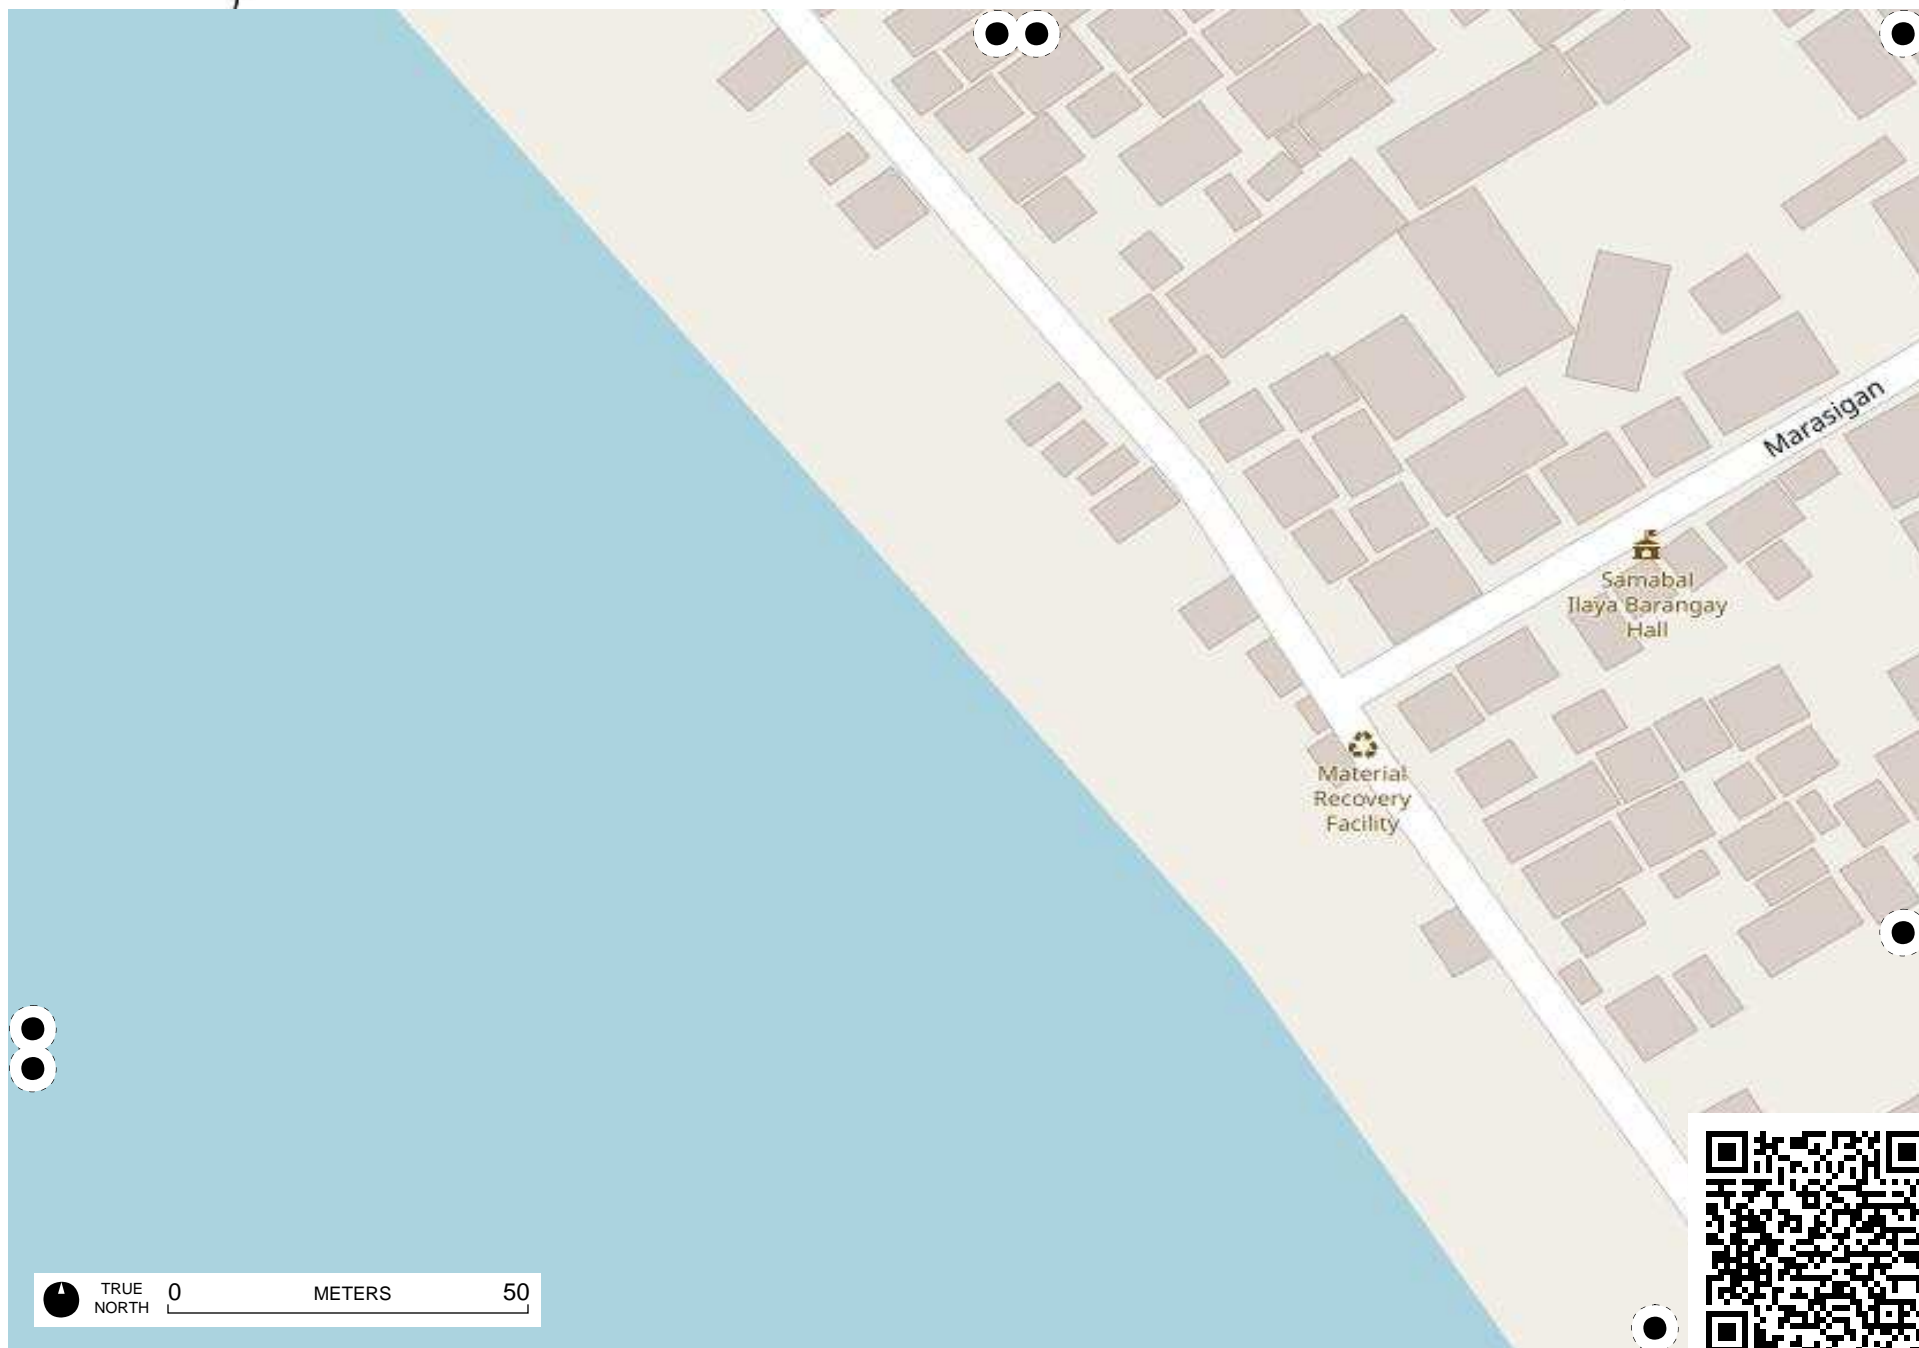 Marasigan
Samabal
Ilaya Barangay
Hall
Material
Recovery
Facility
TRUE
NORTH
0 METERS 50